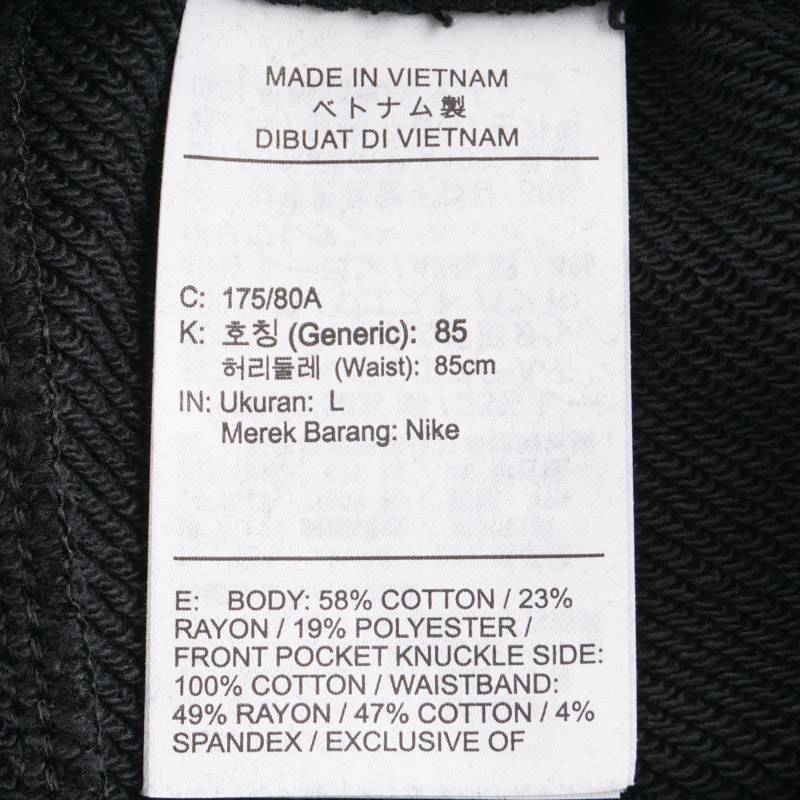 MADE IN VIETNAM
ベトナム製
DIBUAT DI VIETNAM
C: 175/80A
K: 호칭 (Generic): 85
허리둘레 (Waist): 85cm
IN: Ukuran: L
Merek Barang: Nike
E: BODY: 58% COTTON / 23%
RAYON / 19% POLYESTER /
FRONT POCKET KNUCKLE SIDE:
100% COTTON / WAISTBAND:
49% RAYON / 47% COTTON / 4%
SPANDEX / EXCLUSIVE OF